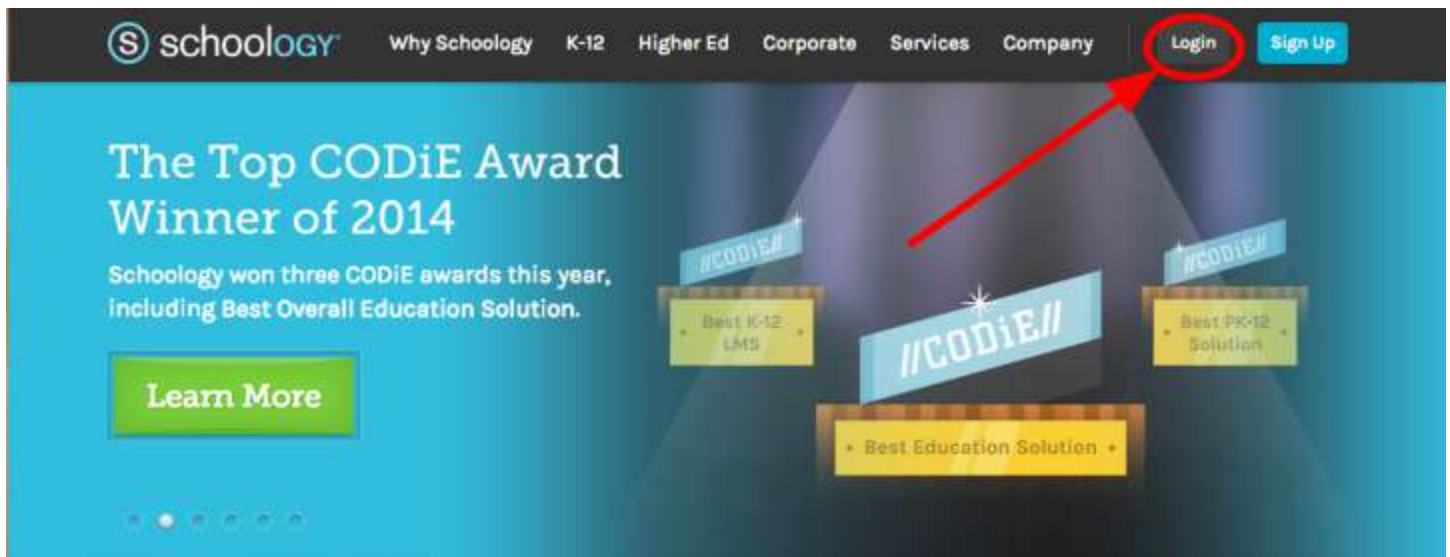 S schoology
Why Schoology K-12 Higher Ed Corporate Services Company Login Sign Up
The Top CODiE Award
Winner of 2014
Schoology won three CODiE awards this year,
including Best Overall Education Solution.
Learn More
//CODiE//
Best K-12
LMS
//CODiE//
Best Education Solution
//CODiE//
Best PK-12
Solution